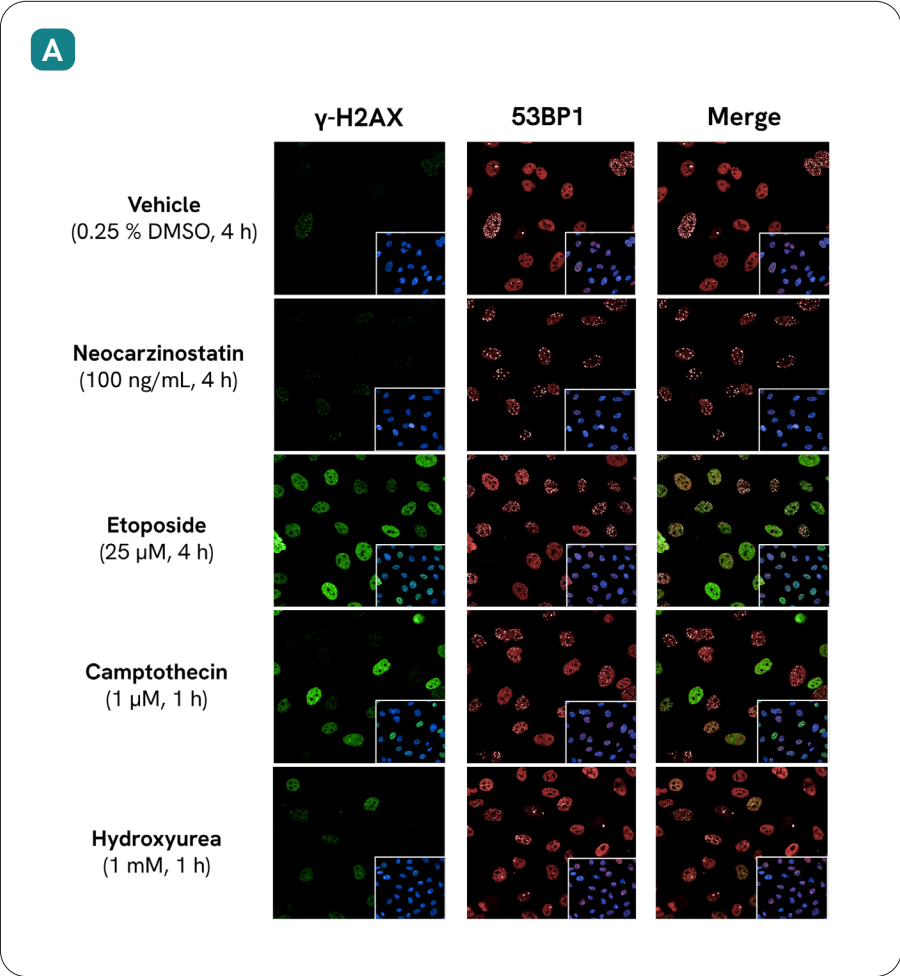 A
γ-H2AX
53BP1
Merge
Vehicle
(0.25 % DMSO, 4 h)
Neocarzinostatin
(100 ng/mL, 4 h)
Etoposide
(25 µM, 4 h)
Camptothecin
(1 µM, 1 h)
Hydroxyurea
(1 mM, 1 h)